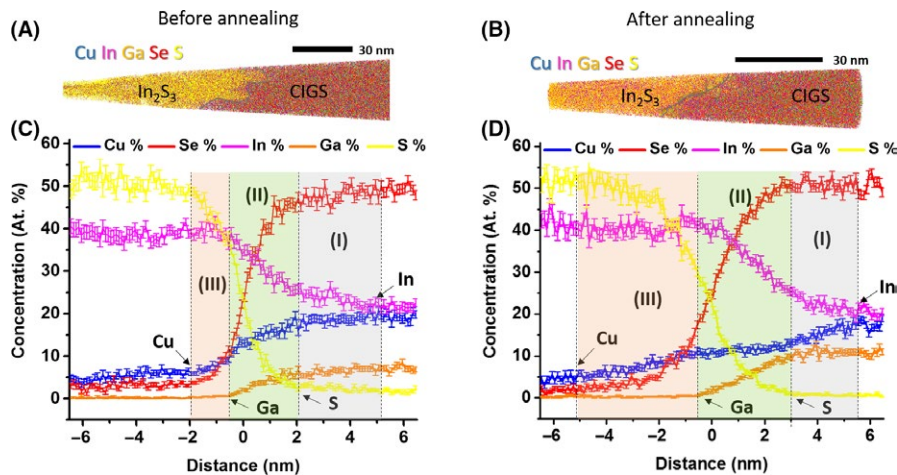 Before annealing
After annealing
(A)
30 nm
Cu In Ga Se S
In₂S₃
CIGS
(B)
30 nm
Cu In Ga Se S
In₂S₃
CIGS
(C)
Cu % Se % In % Ga % S %
Concentration (At. %)
60
50
40
30
20
10
0
(III)
(II)
(I)
Cu
In
Ga
S
−6 −4 −2 0 2 4 6
Distance (nm)
(D)
Cu % Se % In % Ga % S %
Concentration (At. %)
60
50
40
30
20
10
0
(III)
(II)
(I)
Cu
In
Ga
S
−6 −4 −2 0 2 4 6
Distance (nm)